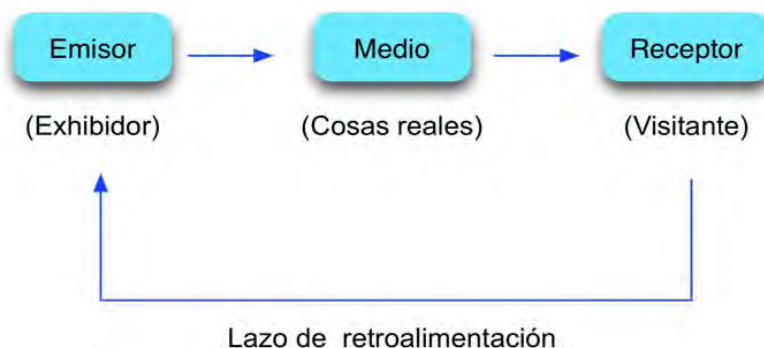 Emisor
Medio
Receptor
(Exhibidor)
(Cosas reales)
(Visitante)
Lazo de retroalimentación